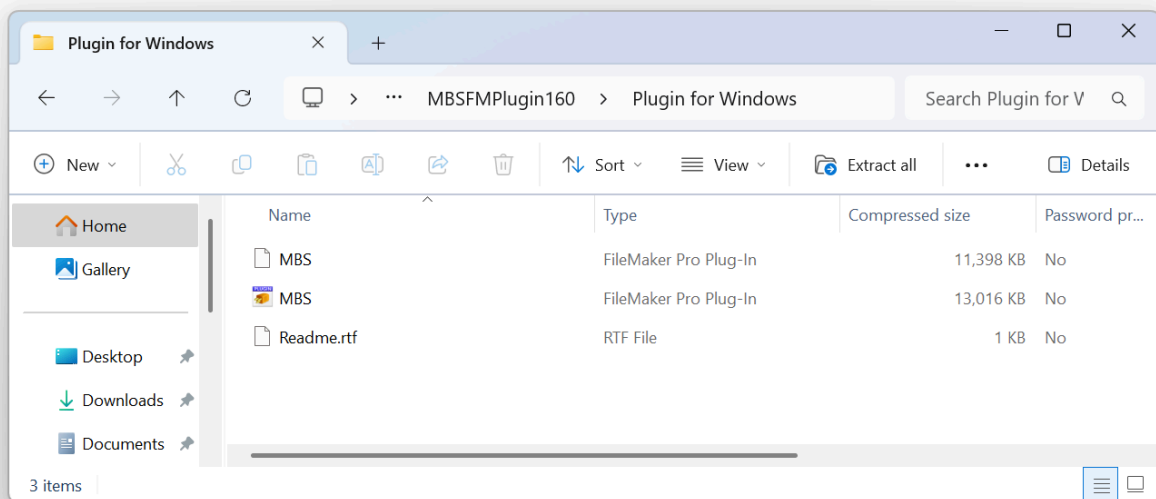 Plugin for Windows
MBSFMPlugin160 > Plugin for Windows Search Plugin for W
New Sort View Extract all ••• Details
Name Type Compressed size Password pr...
Home
Gallery
Desktop
Downloads
Documents
MBS FileMaker Pro Plug-In 11,398 KB No
MBS FileMaker Pro Plug-In 13,016 KB No
Readme.rtf RTF File 1 KB No
3 items